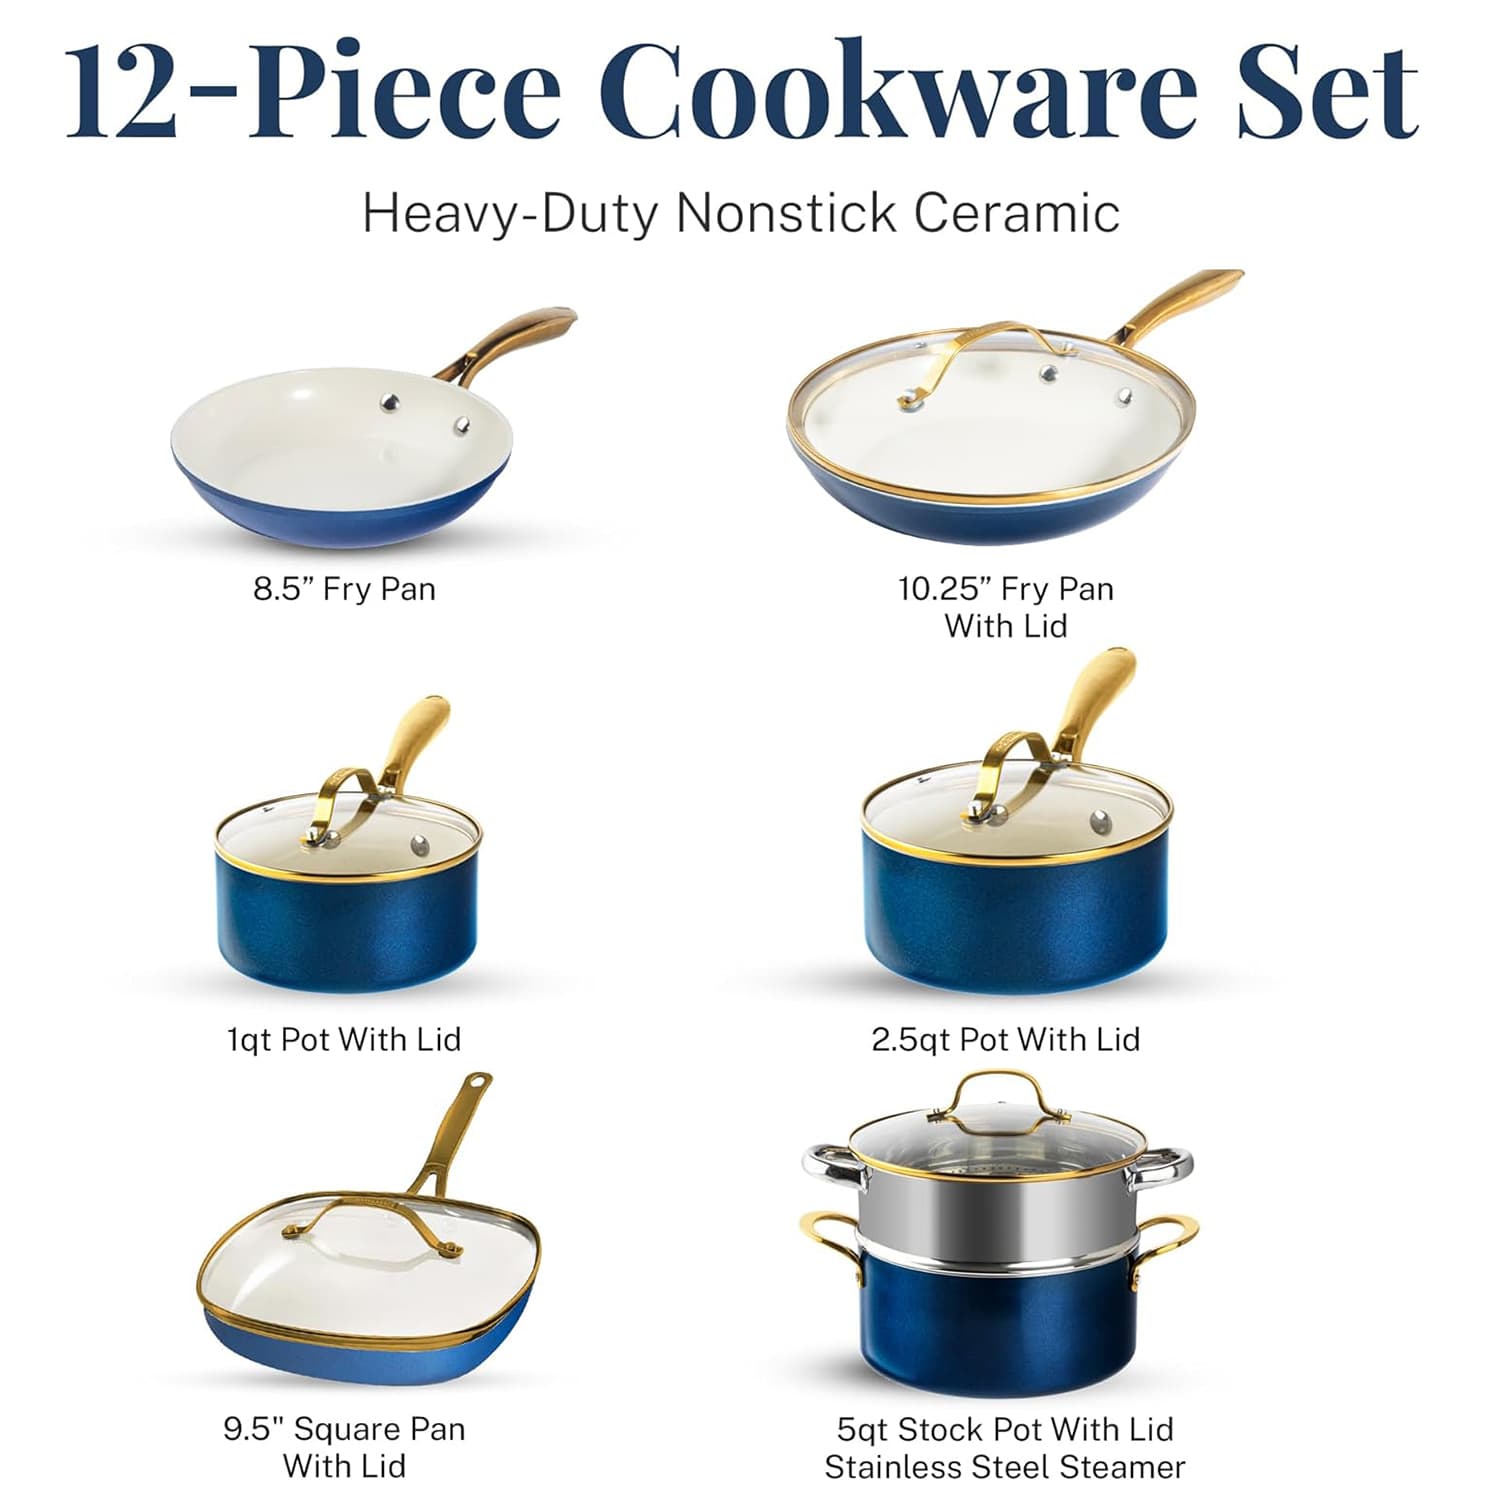 12-Piece Cookware Set
Heavy-Duty Nonstick Ceramic
8.5” Fry Pan
10.25” Fry Pan
With Lid
1qt Pot With Lid
2.5qt Pot With Lid
9.5" Square Pan
With Lid
5qt Stock Pot With Lid
Stainless Steel Steamer